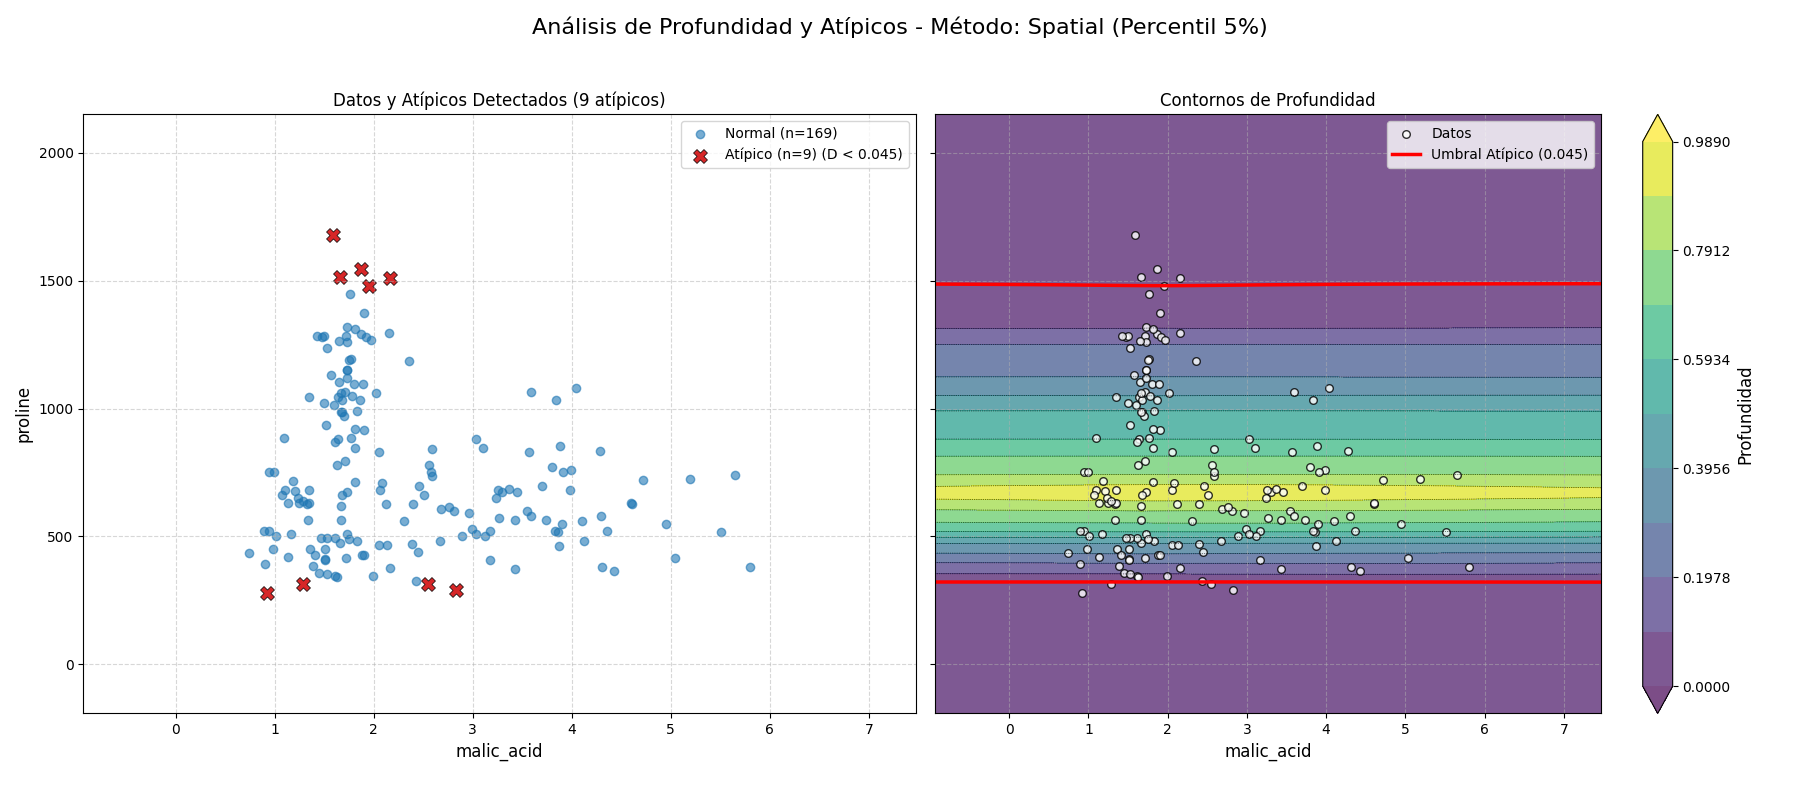 Análisis de Profundidad y Atípicos - Método: Spatial (Percentil 5%)
Datos y Atípicos Detectados (9 atípicos)
Normal (n=169)
Atípico (n=9) (D < 0.045)
2000
1500
1000
500
0
proline
0 1 2 3 4 5 6 7
malic_acid
Contornos de Profundidad
Datos
Umbral Atípico (0.045)
0 1 2 3 4 5 6 7
malic_acid
0.9890
0.7912
0.5934
0.3956
0.1978
0.0000
Profundidad